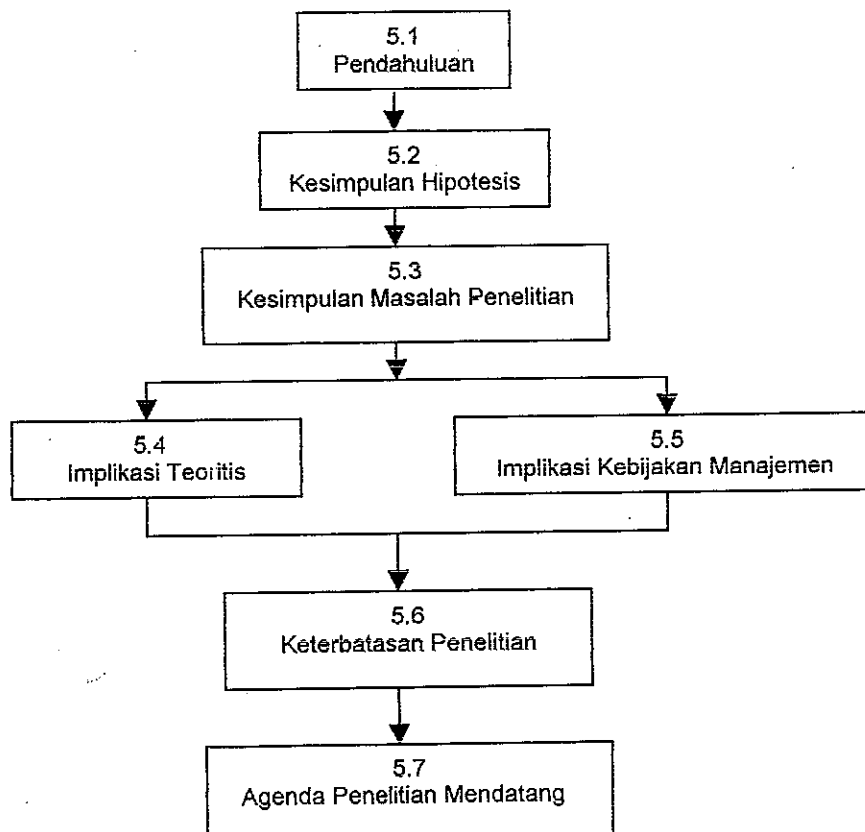 5.1
Pendahuluan
5.2
Kesimpulan Hipotesis
5.3
Kesimpulan Masalah Penelitian
5.4
Implikasi Teoritis
5.5
Implikasi Kebijakan Manajemen
5.6
Keterbatasan Penelitian
5.7
Agenda Penelitian Mendatang